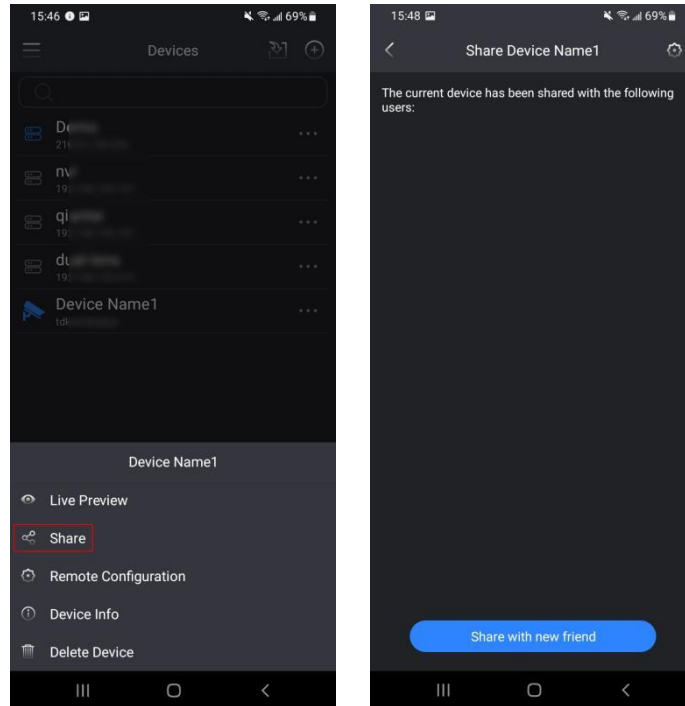 15:46
69%
Devices
nv
Device Name1
Device Name1
Live Preview
Share
Remote Configuration
Device Info
Delete Device
15:48
69%
Share Device Name1
The current device has been shared with the following
users:
Share with new friend